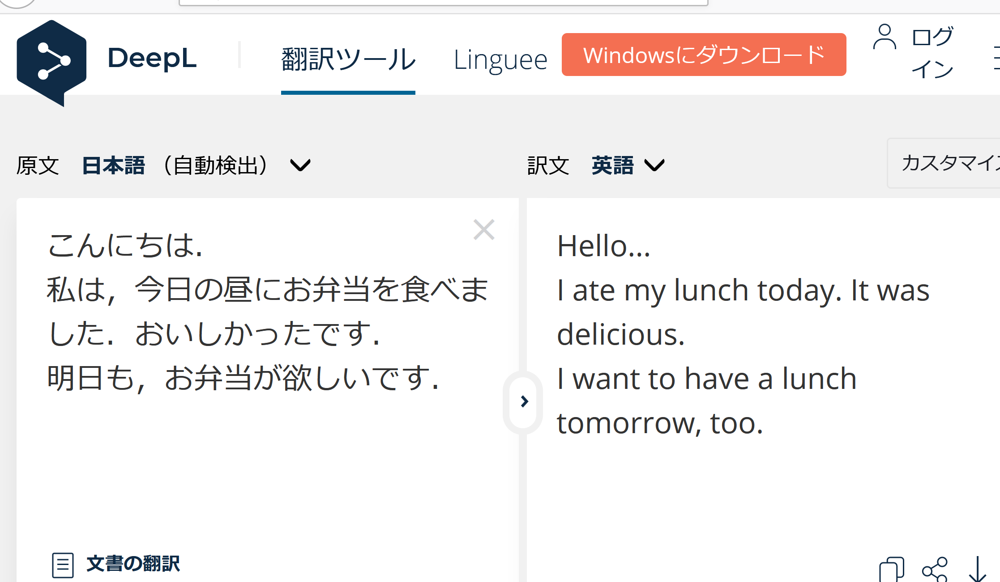 DeepL
翻訳ツール
Linguee
Windowsにダウンロード
ログ
イン
原文 日本語 （自動検出）
訳文 英語
カスタマイ
こんにちは．
私は，今日の昼にお弁当を食べま
した．おいしかったです．
明日も，お弁当が欲しいです．
Hello...
I ate my lunch today. It was
delicious.
I want to have a lunch
tomorrow, too.
文書の翻訳